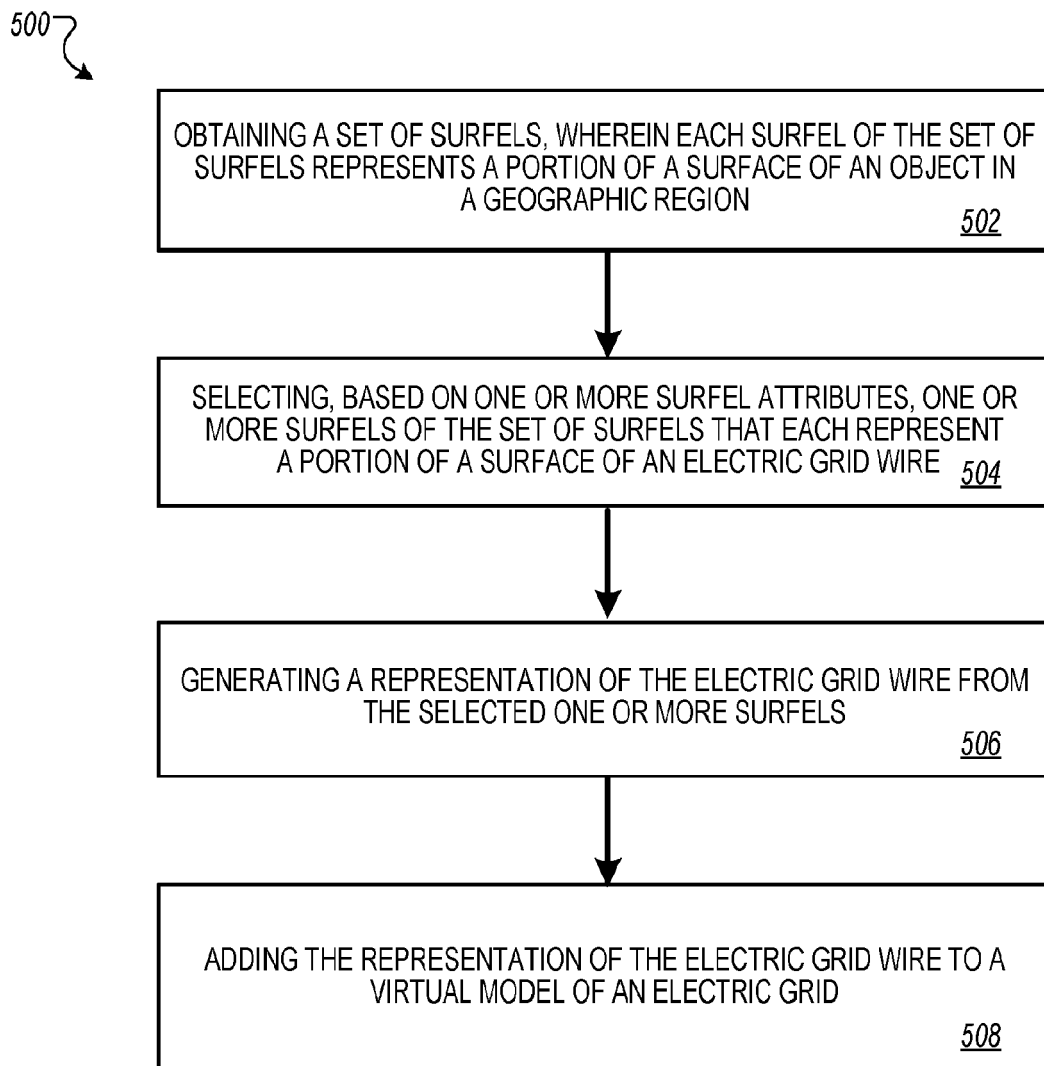 500
OBTAINING A SET OF SURFELS, WHEREIN EACH SURFEL OF THE SET OF
SURFELS REPRESENTS A PORTION OF A SURFACE OF AN OBJECT IN
A GEOGRAPHIC REGION
502
SELECTING, BASED ON ONE OR MORE SURFEL ATTRIBUTES, ONE OR
MORE SURFELS OF THE SET OF SURFELS THAT EACH REPRESENT
A PORTION OF A SURFACE OF AN ELECTRIC GRID WIRE
504
GENERATING A REPRESENTATION OF THE ELECTRIC GRID WIRE FROM
THE SELECTED ONE OR MORE SURFELS
506
ADDING THE REPRESENTATION OF THE ELECTRIC GRID WIRE TO A
VIRTUAL MODEL OF AN ELECTRIC GRID
508